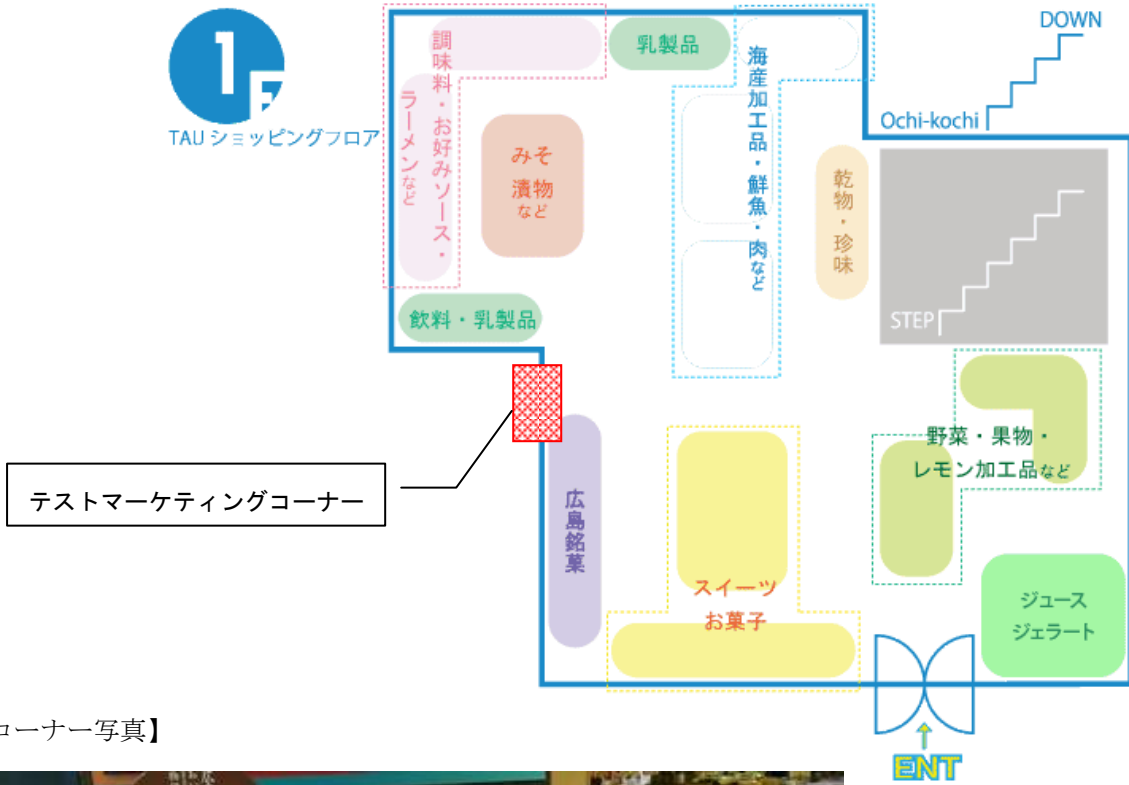 1F
TAUショッピングフロア
DOWN
Ochi-kochi
調味料・お好みソース・
ラーメンなど
乳製品
海産加工品・鮮魚・肉など
みそ
漬物
など
乾物・珍味
STEP
飲料・乳製品
野菜・果物・
レモン加工品など
テストマーケティングコーナー
広島銘菓
スイーツ
お菓子
ジュース
ジェラート
ENT
コーナー写真】